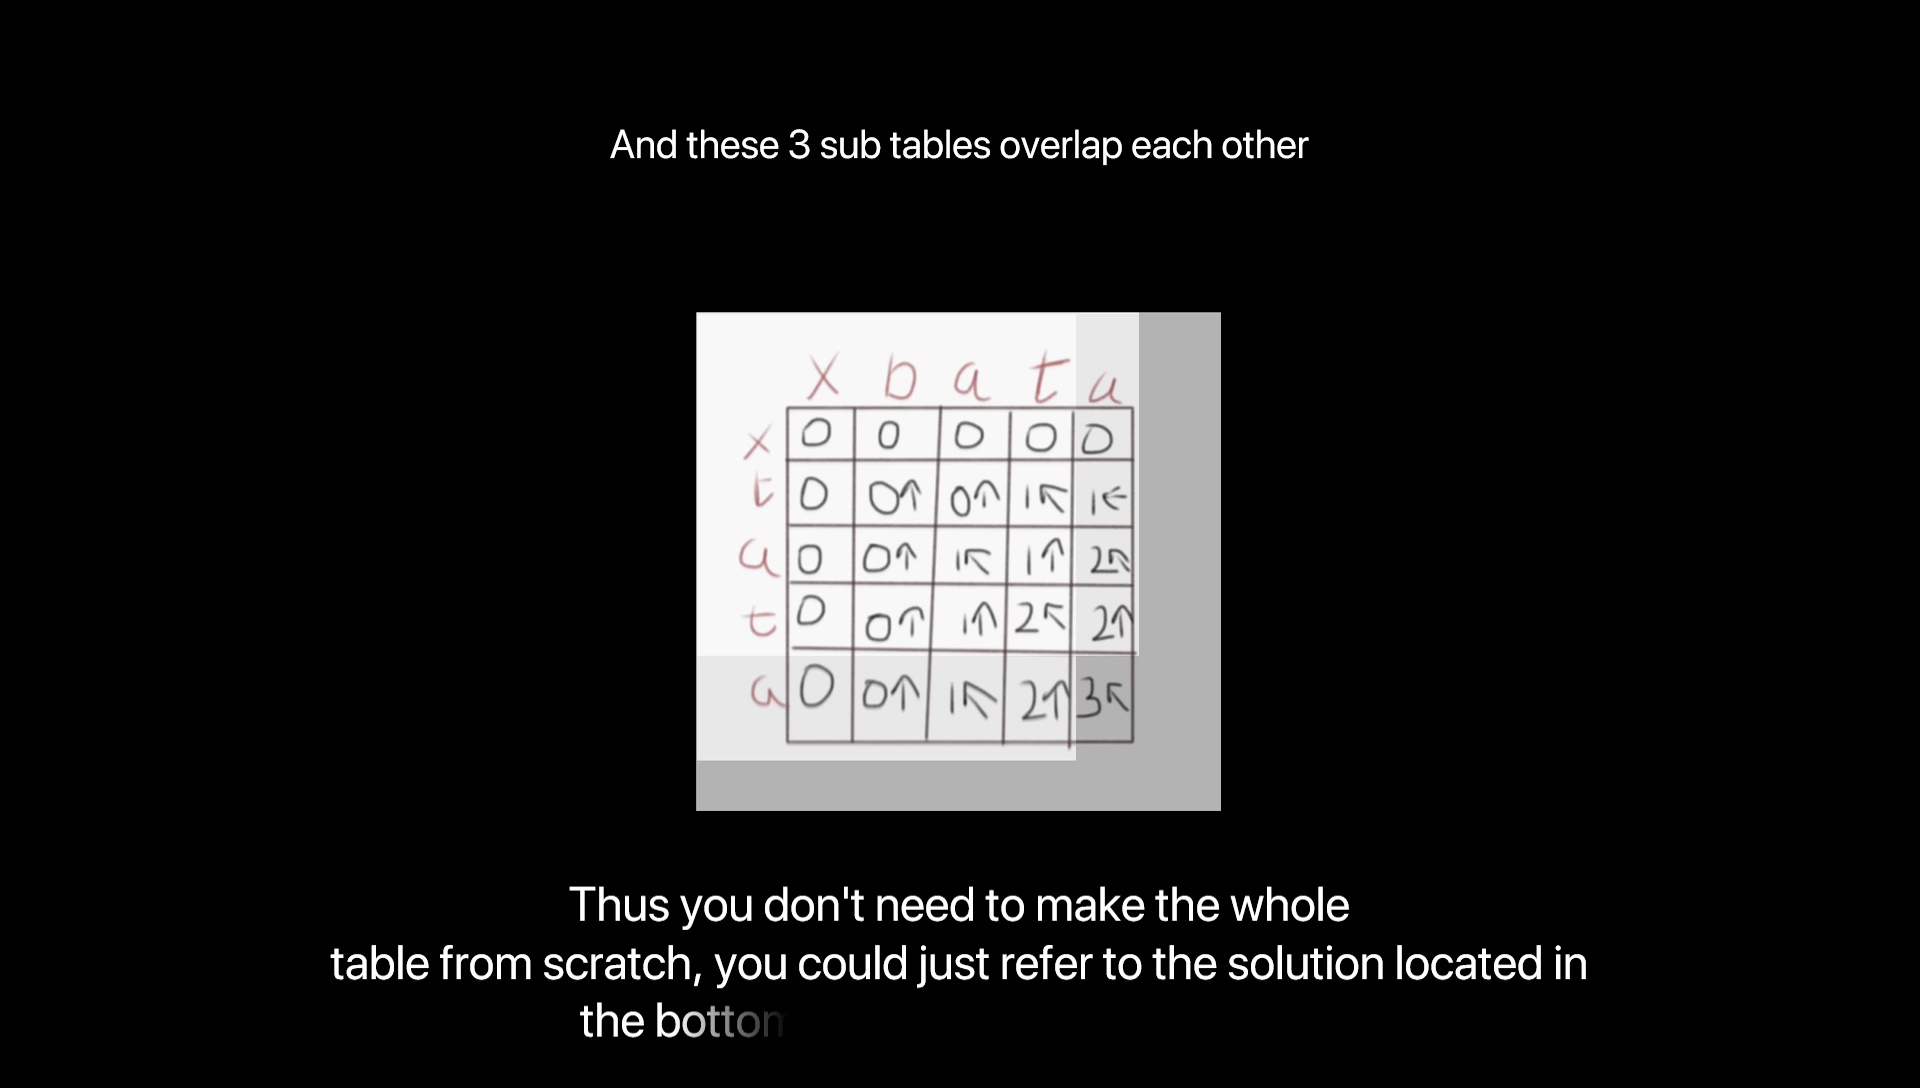 And these 3 sub tables overlap each other
x b a t a
x 0 0 0 0 0
t 0 0↑ 0↑ 1↖ 1←
a 0 0↑ 1↖ 1↑ 2↖
t 0 0↑ 1↑ 2↖ 2↑
a 0 0↑ 1↖ 2↑ 3↖
Thus you don't need to make the whole
table from scratch, you could just refer to the solution located in
the bottom